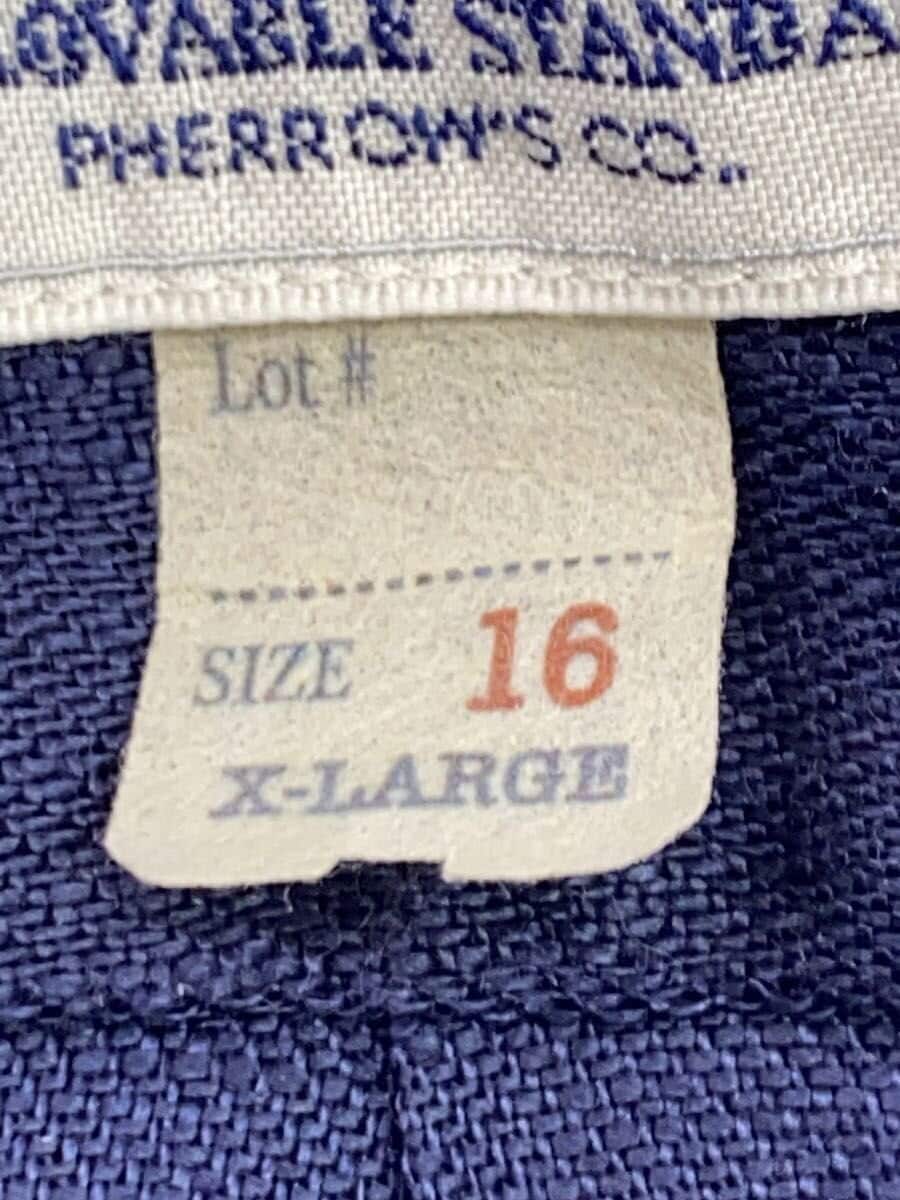 PHERROW'S CO..
Lot #
SIZE 16
X-LARGE